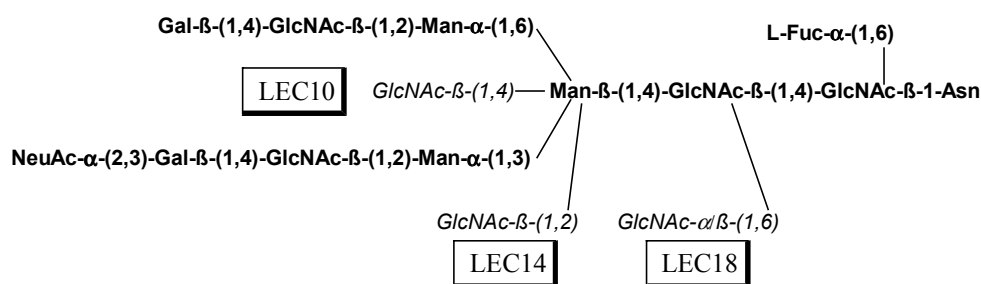 Gal-ß-(1,4)-GlcNAc-ß-(1,2)-Man-α-(1,6)
L-Fuc-α-(1,6)
LEC10
GlcNAc-ß-(1,4)
Man-ß-(1,4)-GlcNAc-ß-(1,4)-GlcNAc-ß-1-Asn
NeuAc-α-(2,3)-Gal-ß-(1,4)-GlcNAc-ß-(1,2)-Man-α-(1,3)
GlcNAc-ß-(1,2)
GlcNAc-α/ß-(1,6)
LEC14
LEC18